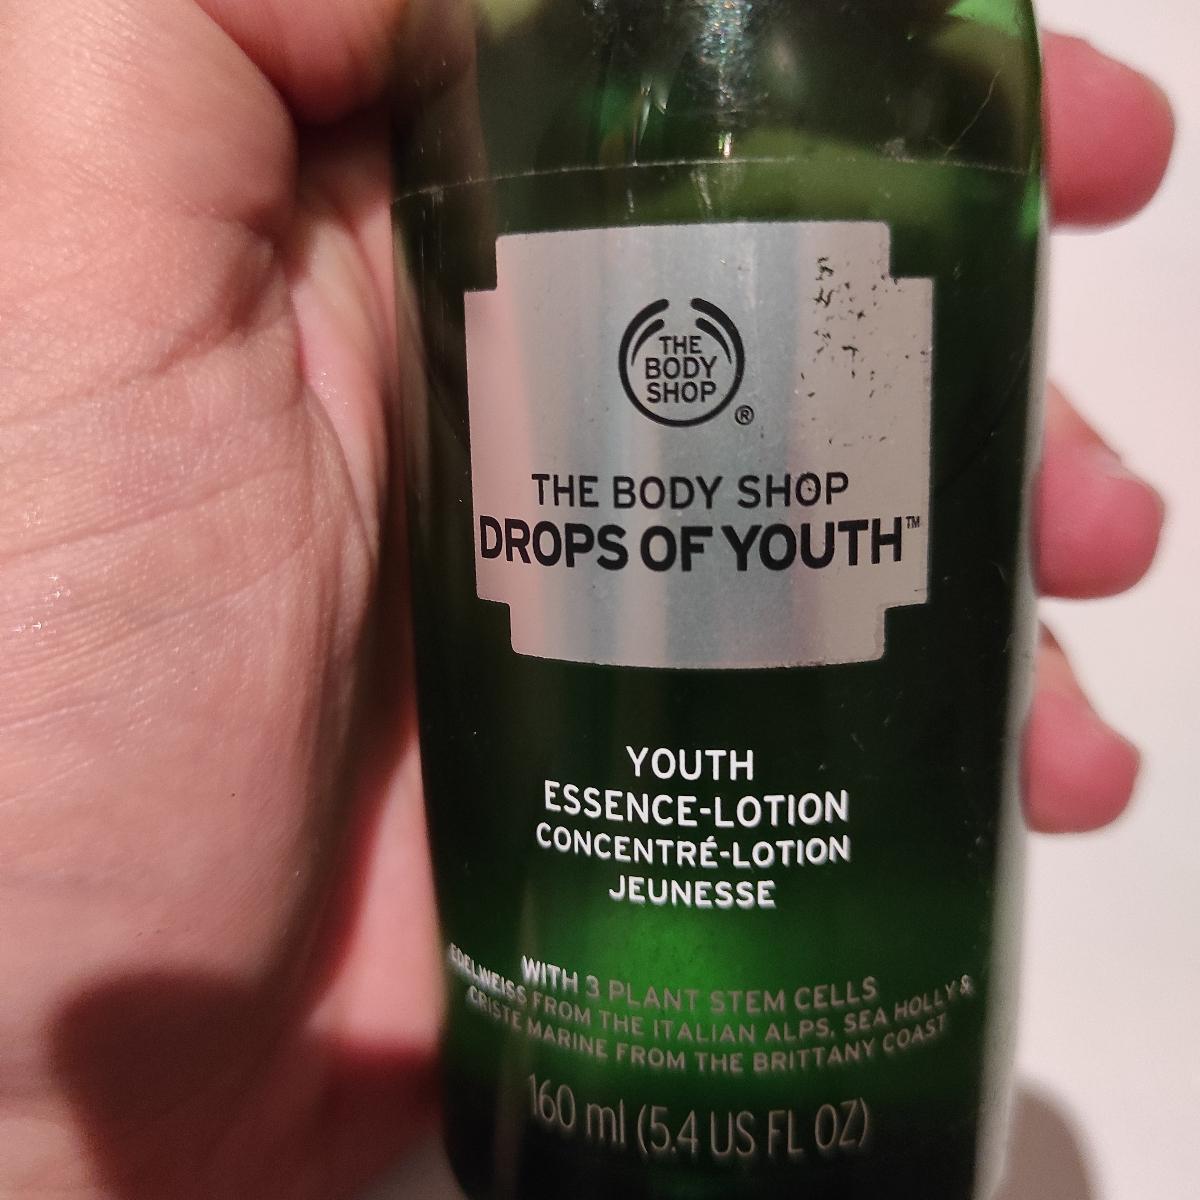 THE
BODY
SHOP
®
THE BODY SHOP
DROPS OF YOUTH™
YOUTH
ESSENCE-LOTION
CONCENTRÉ-LOTION
JEUNESSE
WITH 3 PLANT STEM CELLS
EDELWEISS FROM THE ITALIAN ALPS, SEA HOLLY &
CRISTE MARINE FROM THE BRITTANY COAST
160 ml (5.4 US FL OZ)